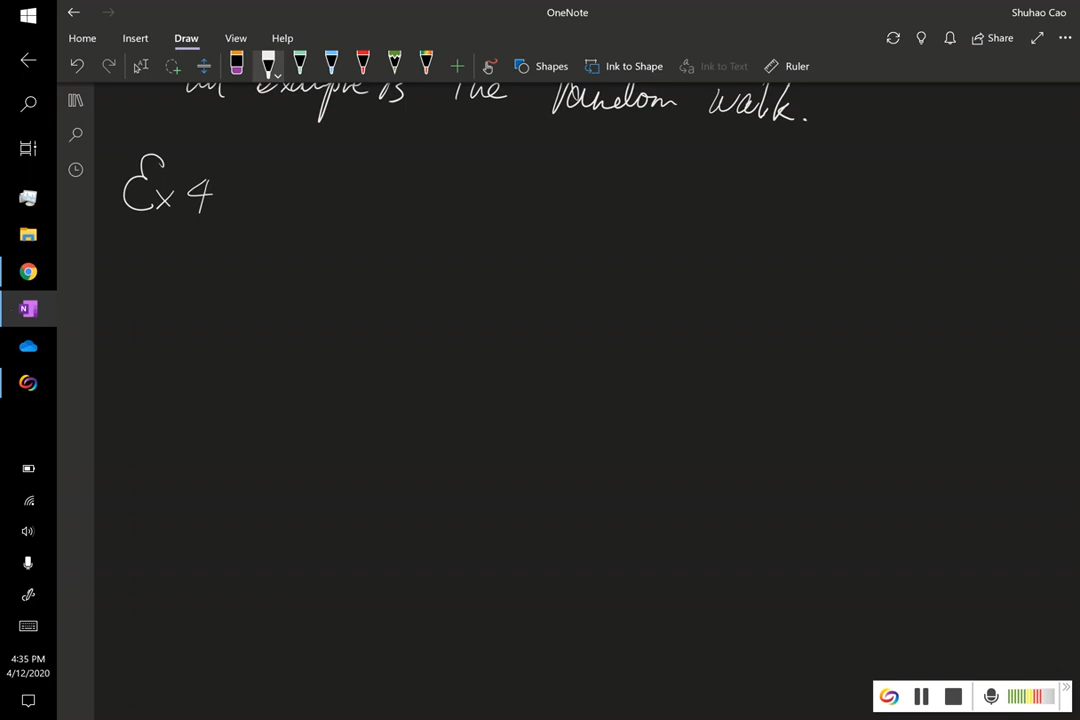 OneNote
Shuhao Cao
Home Insert Draw View Help
Share
Shapes Ink to Shape Ink to Text Ruler
example is the random walk.
Ex 4
N
4:35 PM
4/12/2020